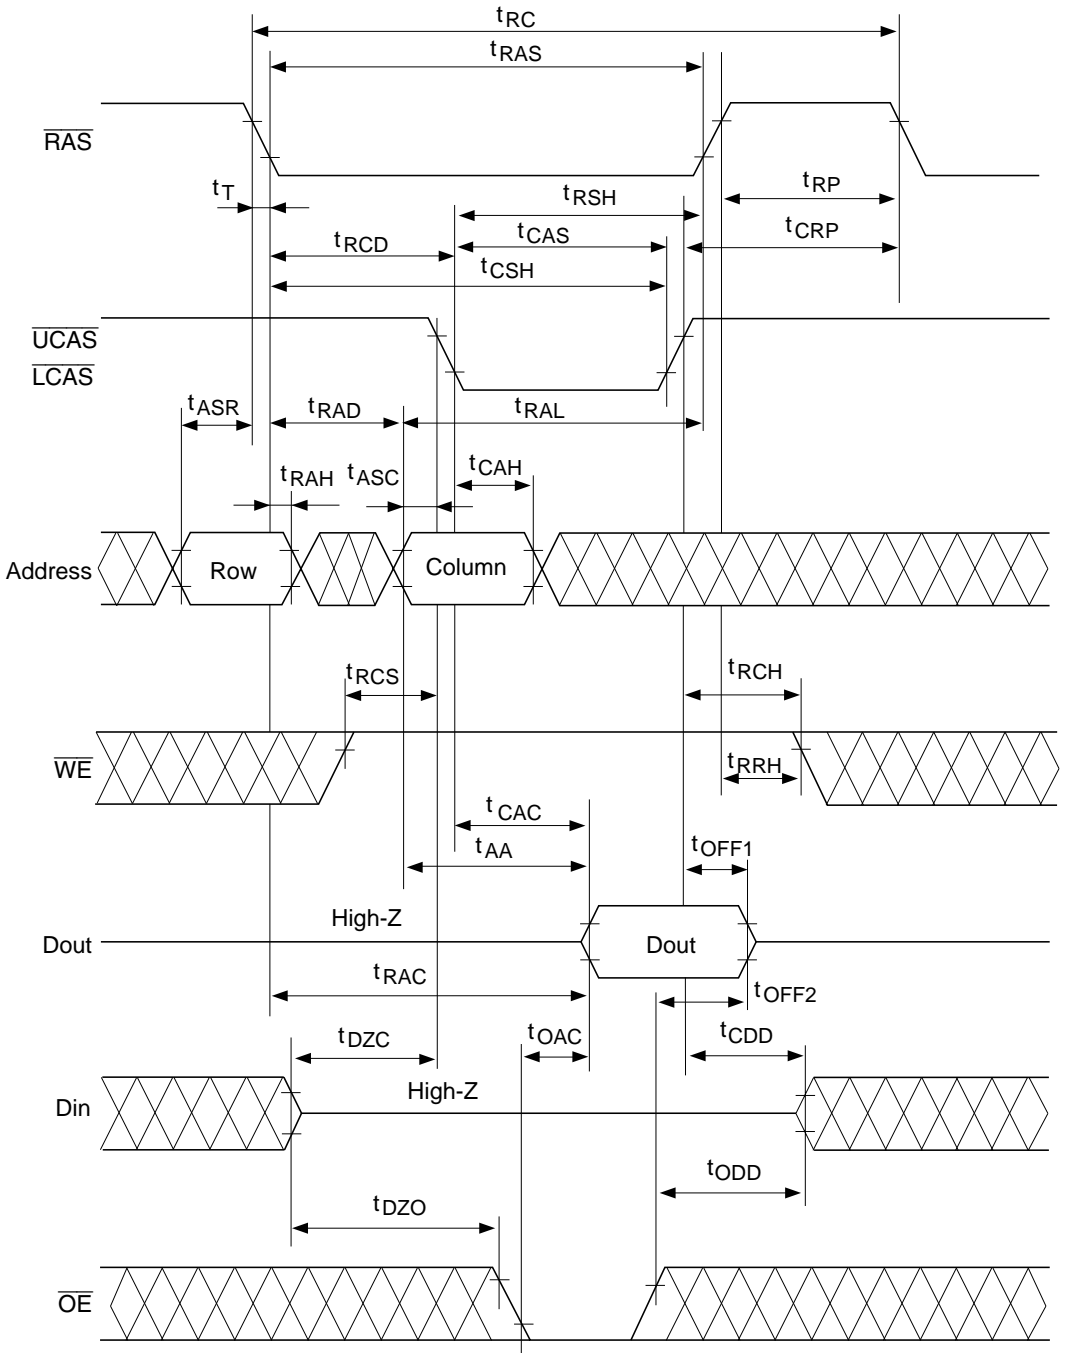 tRC
tRAS
RAS
tT
tRSH
tRP
tRCD
tCAS
tCRP
tCSH
UCAS
LCAS
tASR
tRAD
tRAL
tRAH
tASC
tCAH
Address
Row
Column
tRCS
tRCH
WE
tRRH
tCAC
tAA
tOFF1
High-Z
Dout
Dout
tRAC
tOFF2
tDZC
tOAC
tCDD
High-Z
Din
tODD
tDZO
OE